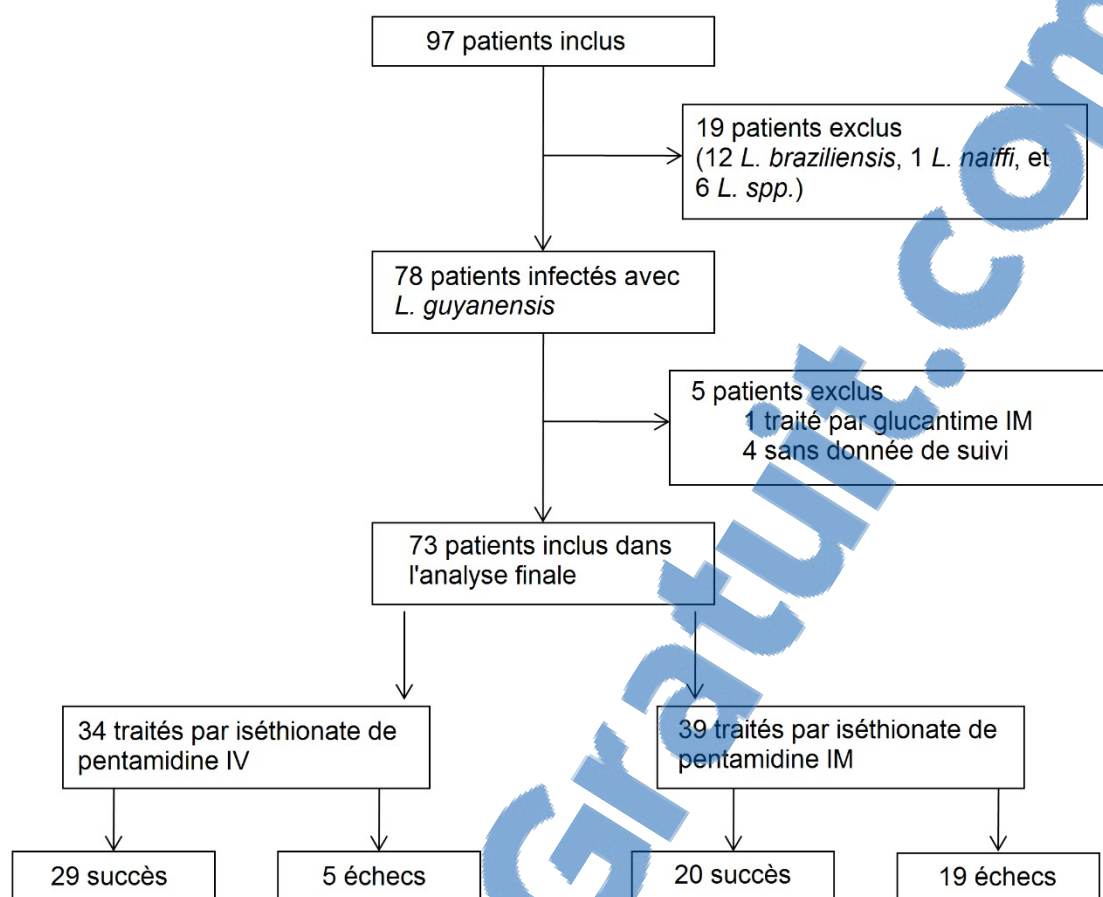 97 patients inclus
19 patients exclus
(12 L. braziliensis, 1 L. naiffi, et
6 L. spp.)
78 patients infectés avec
L. guyanensis
5 patients exclus
1 traité par glucantime IM
4 sans donnée de suivi
73 patients inclus dans
l'analyse finale
34 traités par iséthionate de
pentamidine IV
39 traités par iséthionate de
pentamidine IM
29 succès
5 échecs
20 succès
19 échecs
Gratuit.com